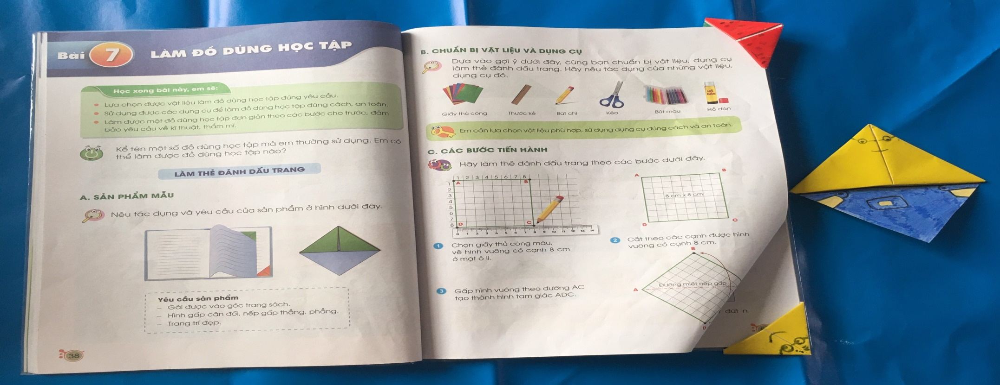 Bài 7 LÀM ĐỒ DÙNG HỌC TẬP
Học xong bài này, em sẽ:
Lựa chọn được vật liệu làm đồ dùng học tập đúng yêu cầu.
Sử dụng được các dụng cụ để làm đồ dùng học tập đúng cách, an toàn.
Làm được một đồ dùng học tập đơn giản theo các bước cho trước, đảm
bảo yêu cầu về kĩ thuật, thẩm mĩ.
Kể tên một số đồ dùng học tập mà em thường sử dụng. Em có
thể làm được đồ dùng học tập nào?
LÀM THẺ ĐÁNH DẤU TRANG
A. SẢN PHẨM MẪU
Nêu tác dụng và yêu cầu của sản phẩm ở hình dưới đây.
Yêu cầu sản phẩm
– Gài được vào góc trang sách.
– Hình gấp cân đối, nếp gấp thẳng, phẳng.
– Trang trí đẹp.
38
B. CHUẨN BỊ VẬT LIỆU VÀ DỤNG CỤ
Dựa vào gợi ý dưới đây, cùng bạn chuẩn bị vật liệu, dụng cụ
làm thẻ đánh dấu trang. Hãy nêu tác dụng của những vật liệu,
dụng cụ đó.
HỒ
DÁN
Giấy thủ công Thước kẻ Bút chì Kéo Bút màu Hồ dán
Em cần lựa chọn vật liệu phù hợp, sử dụng dụng cụ đúng cách và an toàn.
C. CÁC BƯỚC TIẾN HÀNH
Hãy làm thẻ đánh dấu trang theo các bước dưới đây.
1 2 3 4 5 6 7 8
1 A B
2
3
4
5
6
7
8 D C
0 1 2 3 4 5 6 7 8 9 10 11 12 13 14
A B
8 cm x 8 cm
D C
1 Chọn giấy thủ công màu,
vẽ hình vuông có cạnh 8 cm
ở mặt ô li.
2 Cắt theo các cạnh được hình
vuông có cạnh 8 cm.
3 Gấp hình vuông theo đường AC
tạo thành hình tam giác ADC.
B
Đường miết nếp gấp
A
D